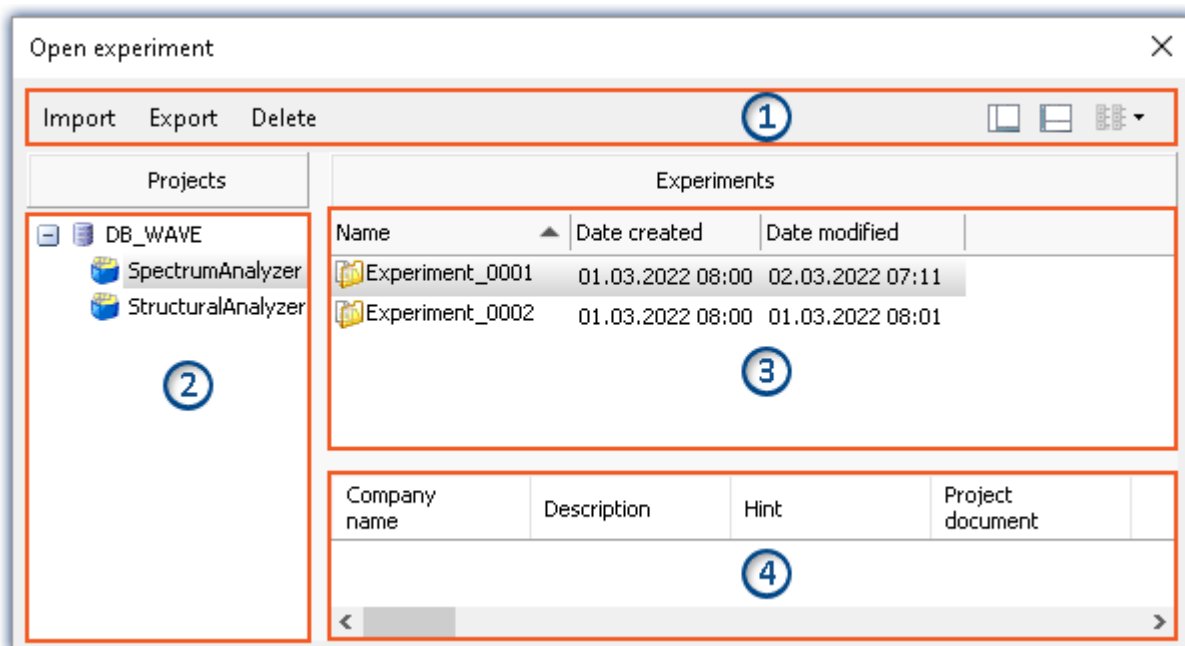 Open experiment
Import Export Delete
1
Projects
Experiments
DB_WAVE
SpectrumAnalyzer
StructuralAnalyzer
2
Name Date created Date modified
Experiment_0001 01.03.2022 08:00 02.03.2022 07:11
Experiment_0002 01.03.2022 08:00 01.03.2022 08:01
3
Company
name
Description
Hint
Project
document
4